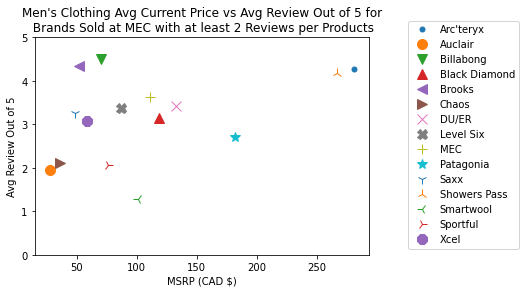 Men's Clothing Avg Current Price vs Avg Review Out of 5 for
Brands Sold at MEC with at least 2 Reviews per Products
5
4
3
2
1
0
Avg Review Out of 5
50
100
150
200
250
MSRP (CAD $)
Arc'teryx
Auclair
Billabong
Black Diamond
Brooks
Chaos
DU/ER
Level Six
MEC
Patagonia
Saxx
Showers Pass
Smartwool
Sportful
Xcel